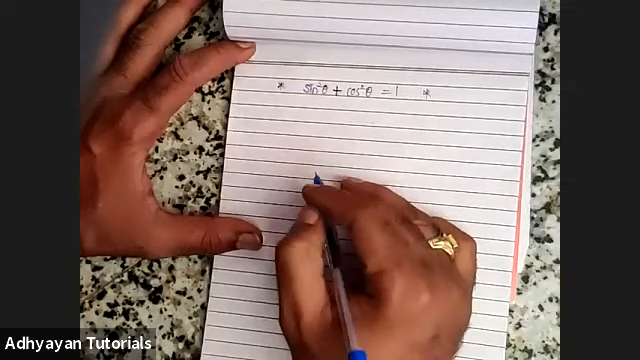 * sin²θ + cos²θ = 1 *
Adhyayan Tutorials